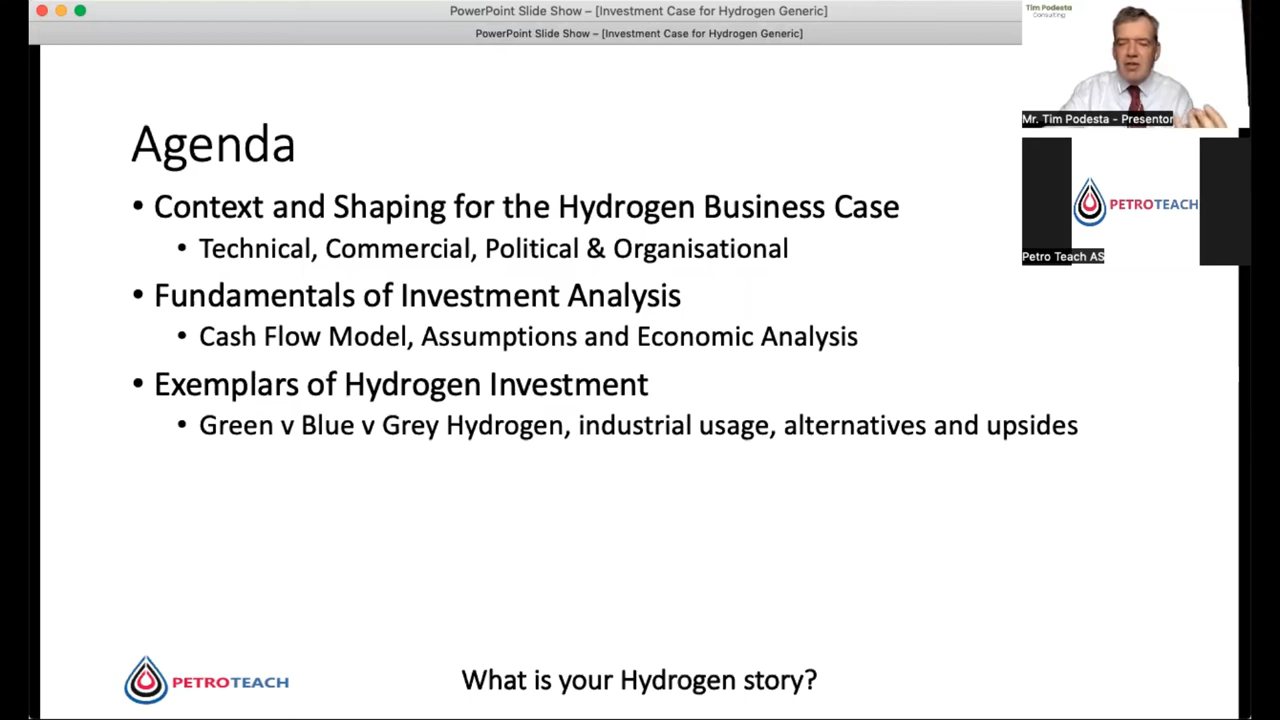 PowerPoint Slide Show – [Investment Case for Hydrogen Generic]
PowerPoint Slide Show – [Investment Case for Hydrogen Generic]
Tim Podesta
Consulting
Mr. Tim Podesta - Presentor
PETROTEACH
Petro Teach AS
Agenda
• Context and Shaping for the Hydrogen Business Case
• Technical, Commercial, Political & Organisational
• Fundamentals of Investment Analysis
• Cash Flow Model, Assumptions and Economic Analysis
• Exemplars of Hydrogen Investment
• Green v Blue v Grey Hydrogen, industrial usage, alternatives and upsides
PETROTEACH
What is your Hydrogen story?